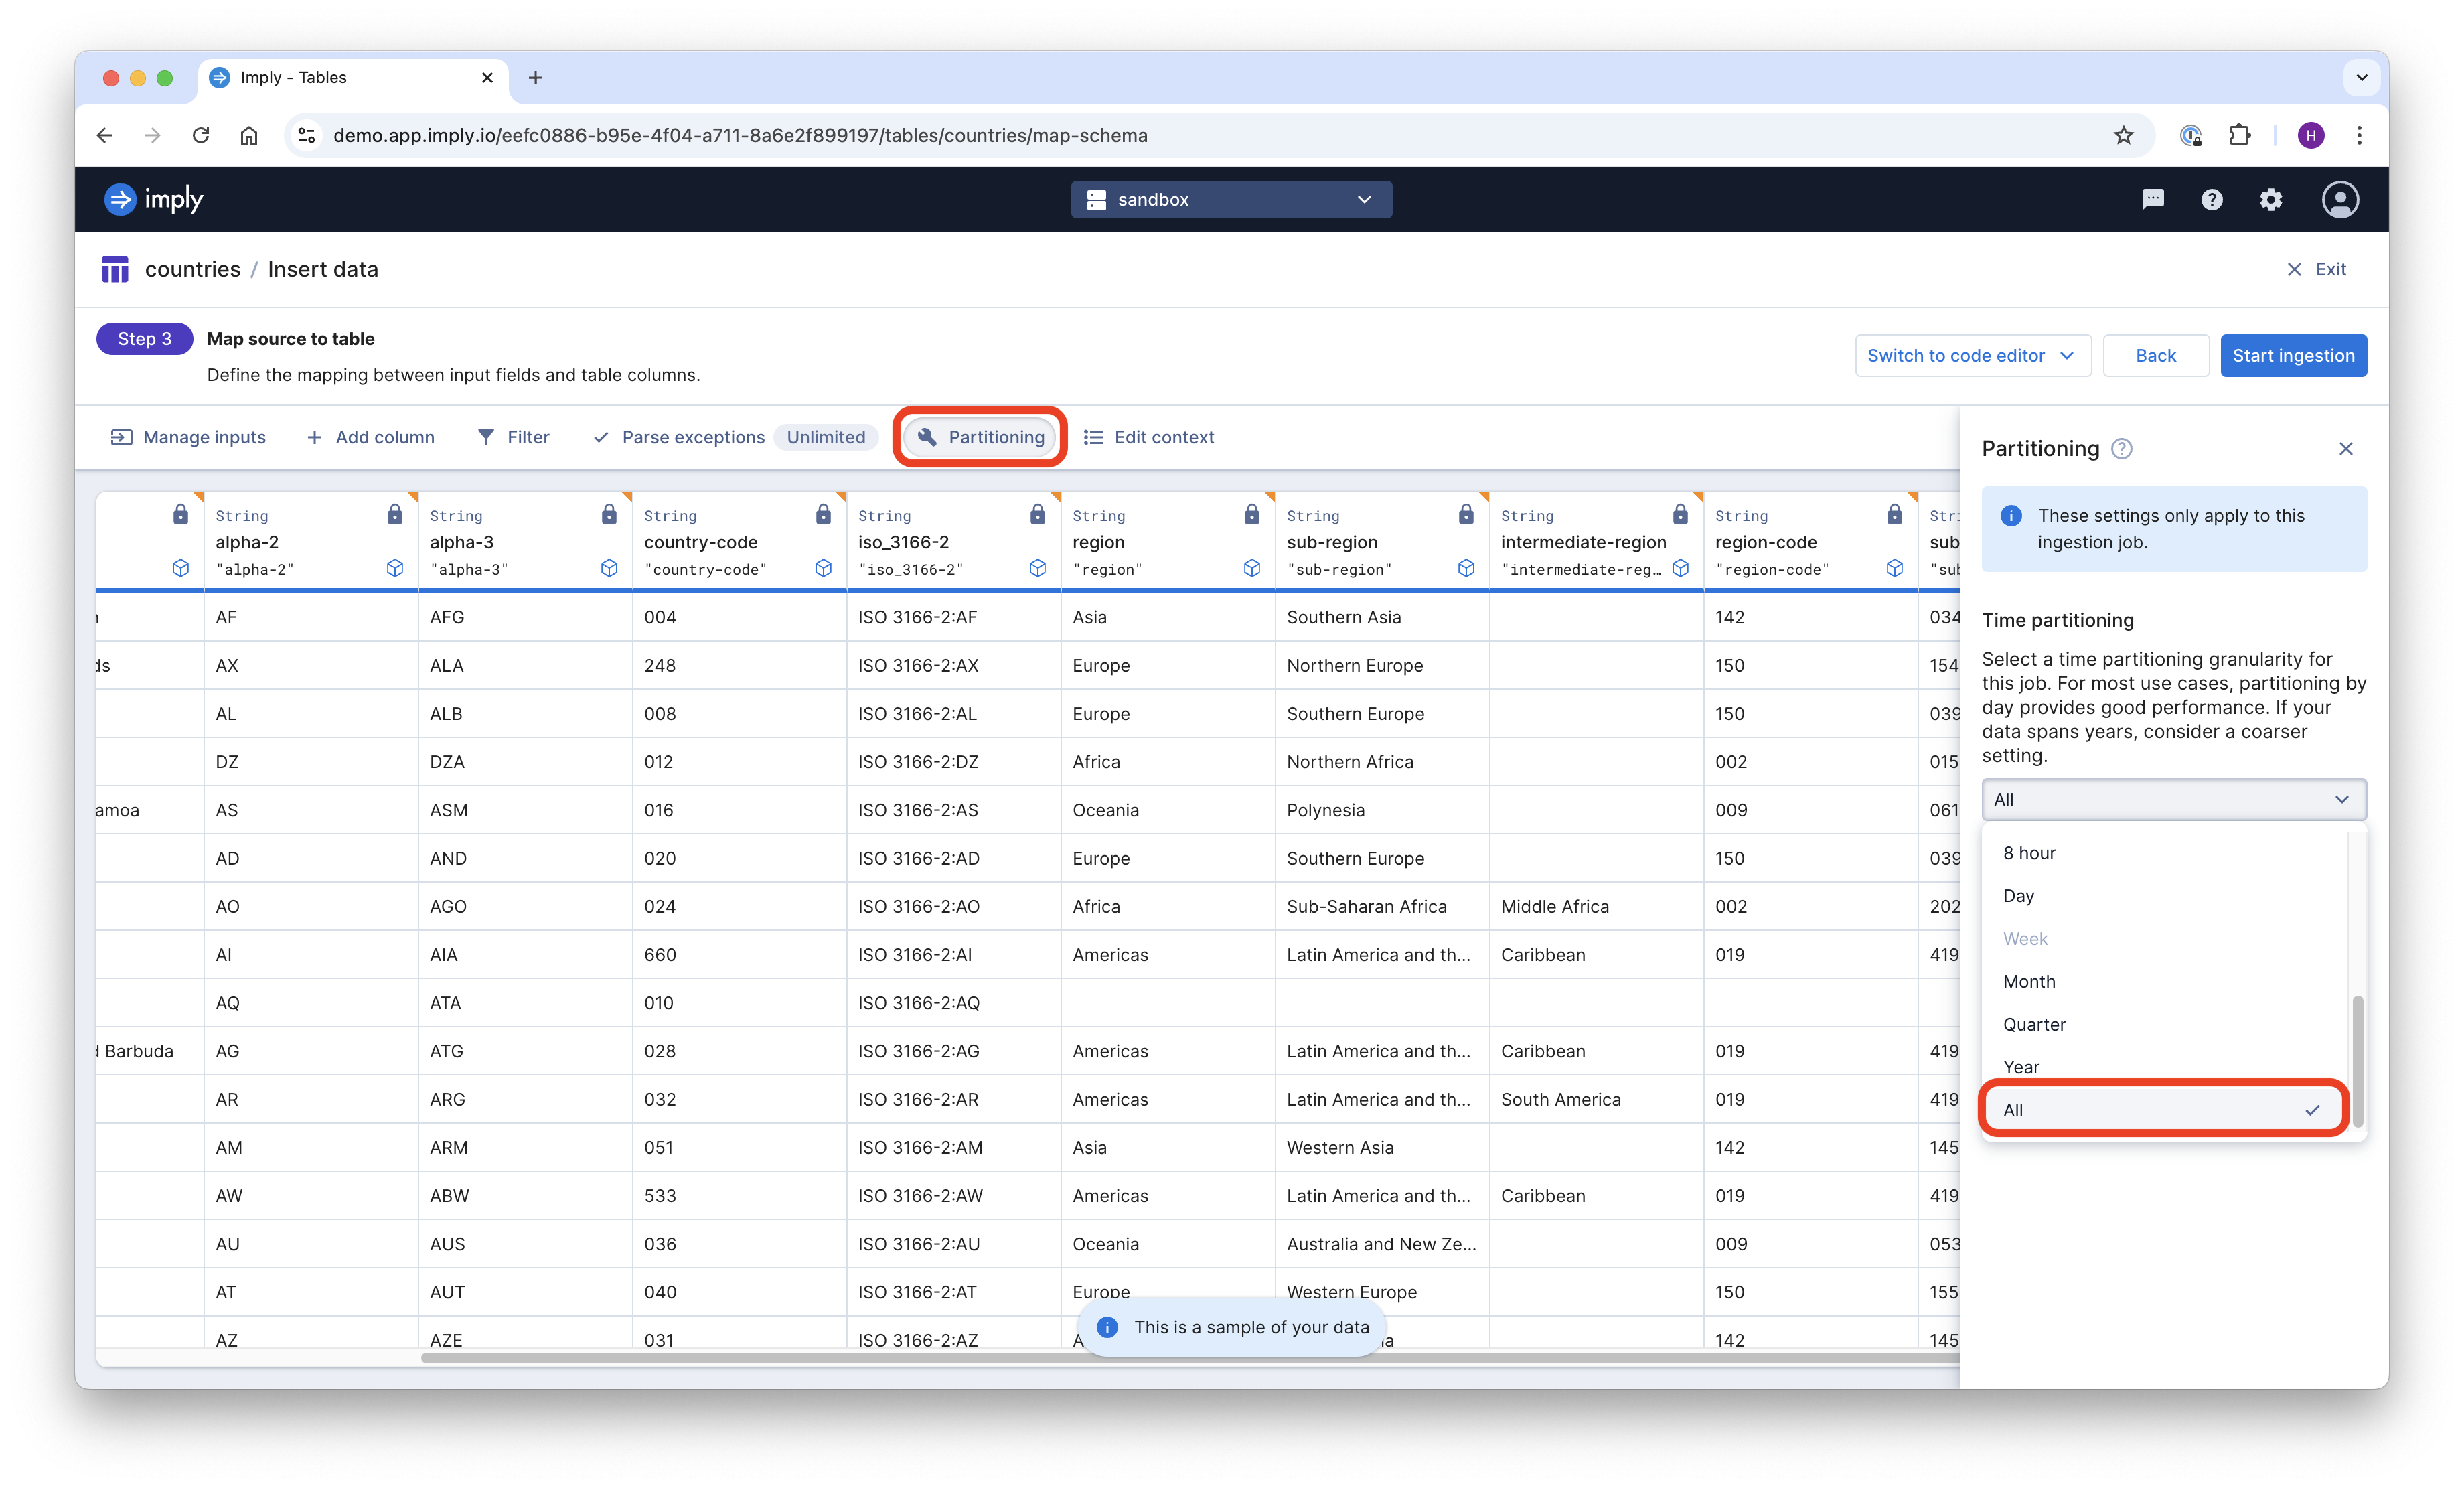 Imply - Tables
demo.app.imply.io/eefc0886-b95e-4f04-a711-8a6e2f899197/tables/countries/map-schema
H
imply
sandbox
countries / Insert data
Exit
Step 3 Map source to table
Define the mapping between input fields and table columns.
Switch to code editor
Back
Start ingestion
Manage inputs
Add column
Filter
Parse exceptions Unlimited
Partitioning
Edit context
String String String String String String String String
alpha-2 alpha-3 country-code iso_3166-2 region sub-region intermediate-region region-code sub
"alpha-2" "alpha-3" "country-code" "iso_3166-2" "region" "sub-region" "intermediate-reg… "region-code" "sub
AF AFG 004 ISO 3166-2:AF Asia Southern Asia 142 034
ds AX ALA 248 ISO 3166-2:AX Europe Northern Europe 150 154
AL ALB 008 ISO 3166-2:AL Europe Southern Europe 150 039
DZ DZA 012 ISO 3166-2:DZ Africa Northern Africa 002 015
amoa AS ASM 016 ISO 3166-2:AS Oceania Polynesia 009 061
AD AND 020 ISO 3166-2:AD Europe Southern Europe 150 039
AO AGO 024 ISO 3166-2:AO Africa Sub-Saharan Africa Middle Africa 002 202
AI AIA 660 ISO 3166-2:AI Americas Latin America and th... Caribbean 019 419
AQ ATA 010 ISO 3166-2:AQ
Barbuda AG ATG 028 ISO 3166-2:AG Americas Latin America and th... Caribbean 019 419
AR ARG 032 ISO 3166-2:AR Americas Latin America and th... South America 019 419
AM ARM 051 ISO 3166-2:AM Asia Western Asia 142 145
AW ABW 533 ISO 3166-2:AW Americas Latin America and th... Caribbean 019 419
AU AUS 036 ISO 3166-2:AU Oceania Australia and New Ze... 009 053
AT AUT 040 ISO 3166-2:AT Europe Western Europe 150 155
AZ AZE 031 ISO 3166-2:AZ 142 145
This is a sample of your data
Partitioning
These settings only apply to this
ingestion job.
Time partitioning
Select a time partitioning granularity for
this job. For most use cases, partitioning by
day provides good performance. If your
data spans years, consider a coarser
setting.
All
8 hour
Day
Week
Month
Quarter
Year
All